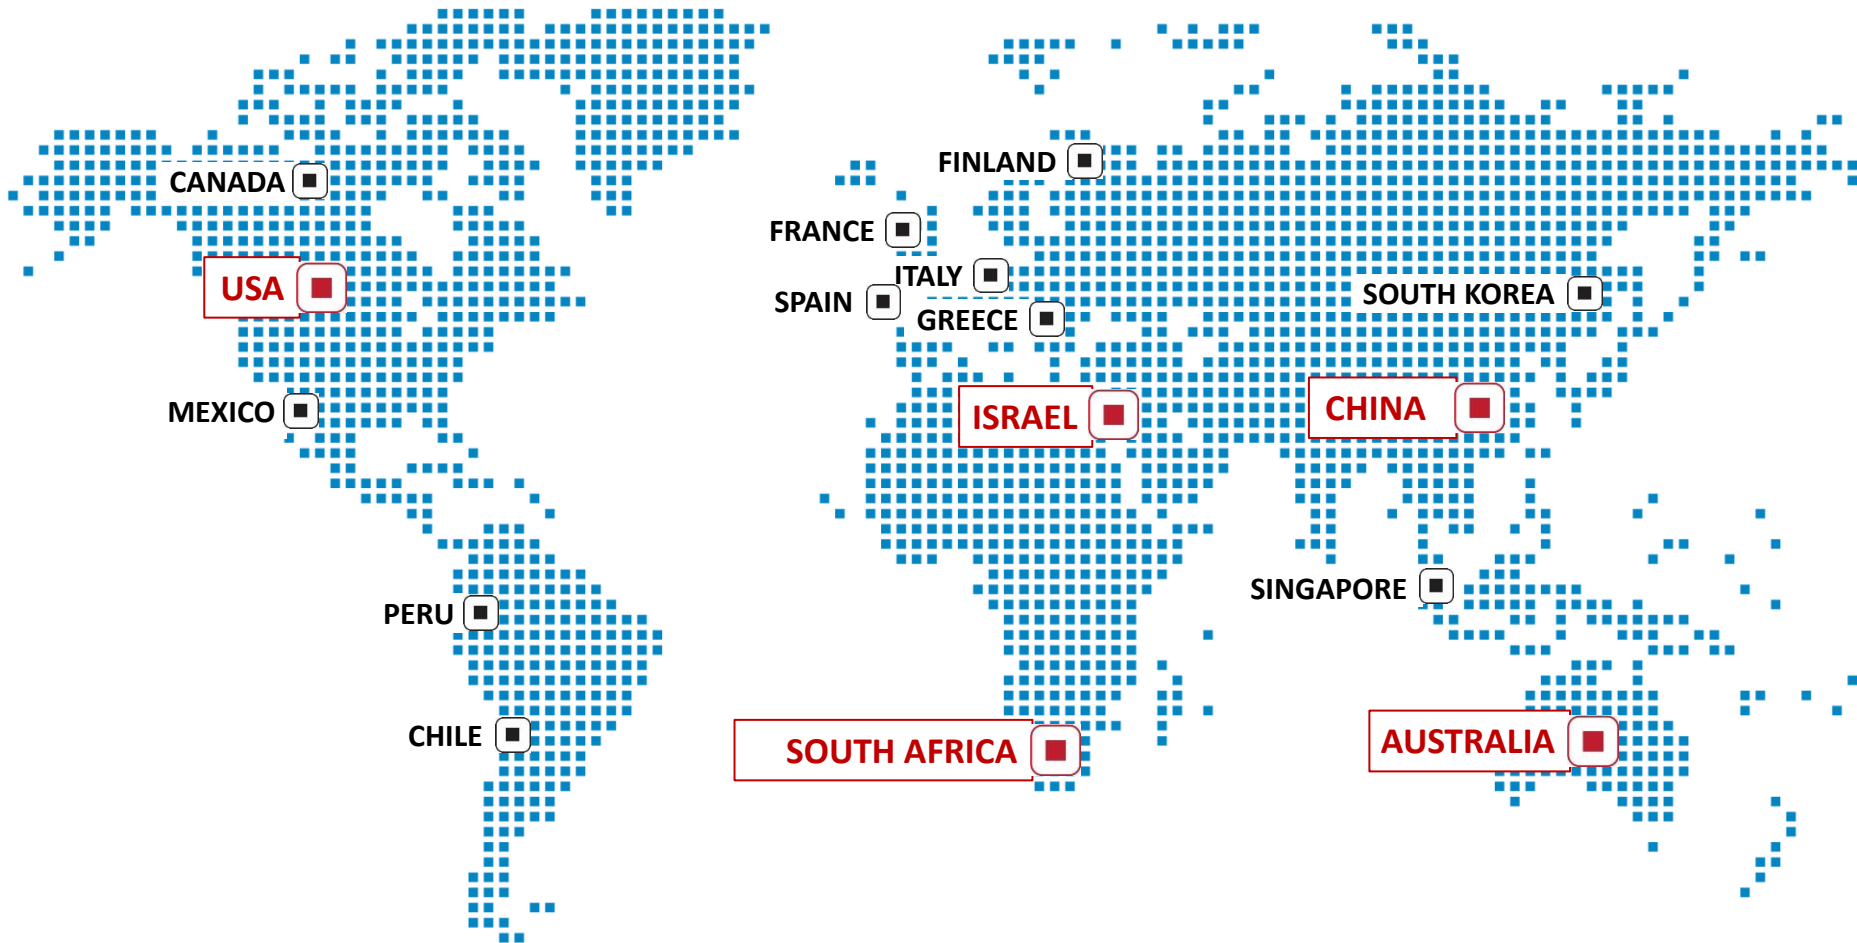 FINLAND
CANADA
FRANCE
ITALY
USA
SPAIN
SOUTH KOREA
GREECE
MEXICO
ISRAEL
CHINA
SINGAPORE
PERU
CHILE
SOUTH AFRICA
AUSTRALIA